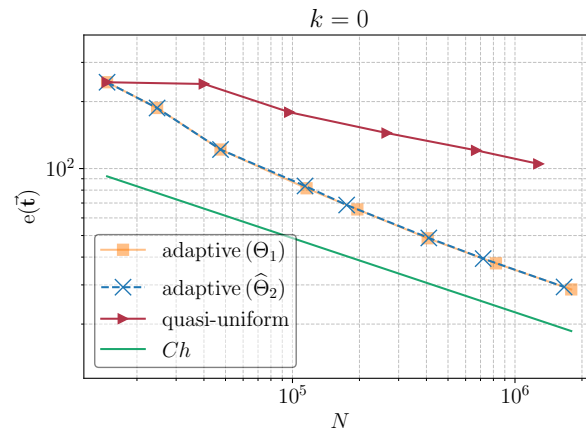 k = 0
e(t⃗)
10²
adaptive (Θ₁)
adaptive (Θ̂₂)
quasi-uniform
Ch
10⁵
10⁶
N